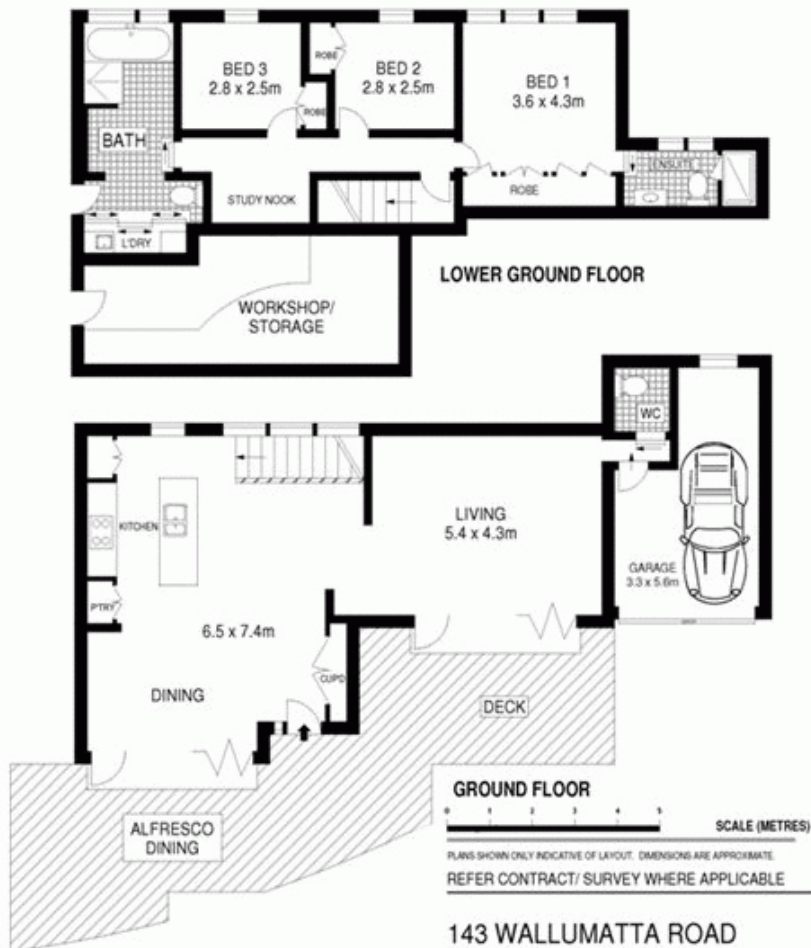 BED 3
2.8 x 2.5m
ROBE
BED 2
2.8 x 2.5m
ROBE
BED 1
3.6 x 4.3m
BATH
STUDY NOOK
ROBE
ENSUITE
L'DRY
WORKSHOP/
STORAGE
LOWER GROUND FLOOR
WC
KITCHEN
LIVING
5.4 x 4.3m
GARAGE
3.3 x 5.6m
PTRY
6.5 x 7.4m
CUPD
DINING
DECK
ALFRESCO
DINING
GROUND FLOOR
0 1 2 3 4 5
SCALE (METRES)
PLANS SHOWN ONLY INDICATIVE OF LAYOUT. DIMENSIONS ARE APPROXIMATE.
REFER CONTRACT/ SURVEY WHERE APPLICABLE
143 WALLUMATTA ROAD